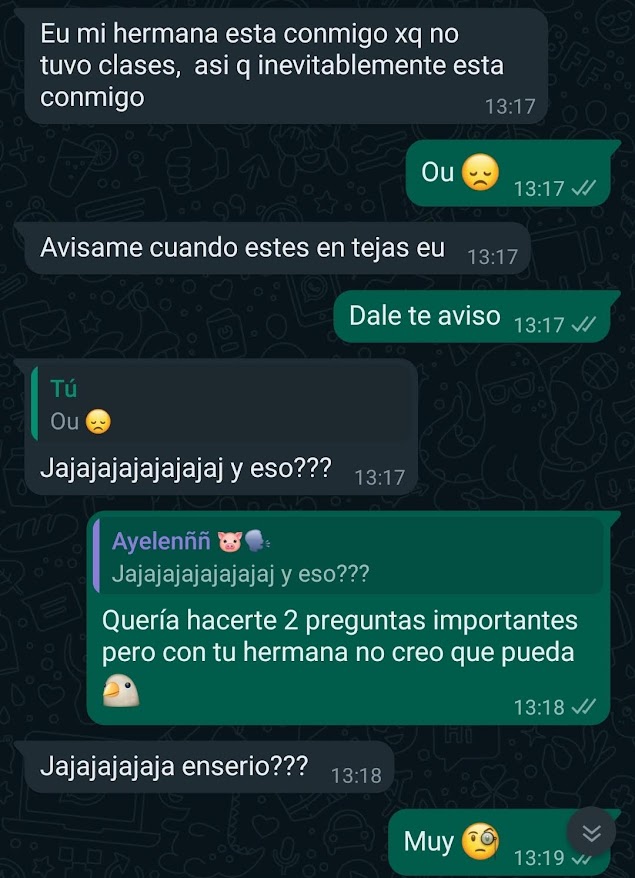 Eu mi hermana esta conmigo xq no
tuvo clases,  asi q inevitablemente esta
conmigo
13:17
Ou 😞
13:17
Avisame cuando estes en tejas eu
13:17
Dale te aviso
13:17
Tú
Ou 😞
Jajajajajajajajaj y eso???
13:17
Ayelenññ 🐷🗣️
Jajajajajajajajaj y eso???
Quería hacerte 2 preguntas importantes
pero con tu hermana no creo que pueda
13:18
Jajajajajaja enserio???
13:18
Muy 🧐
13:19